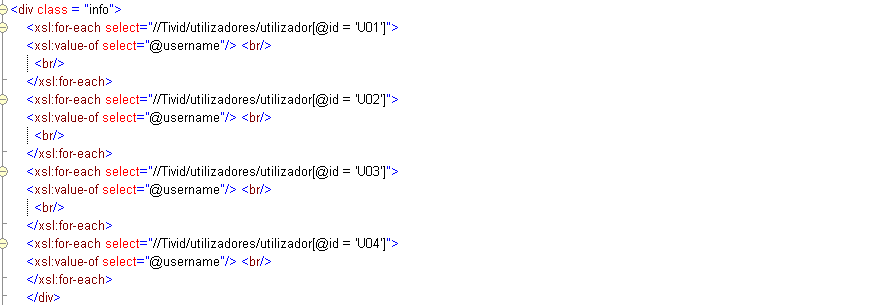 <div class = "info">
<xsl:for-each select="//Tivid/utilizadores/utilizador[@id = 'U01']">
<xsl:value-of select="@username"/> <br/>
<br/>
</xsl:for-each>
<xsl:for-each select="//Tivid/utilizadores/utilizador[@id = 'U02']">
<xsl:value-of select="@username"/> <br/>
<br/>
</xsl:for-each>
<xsl:for-each select="//Tivid/utilizadores/utilizador[@id = 'U03']">
<xsl:value-of select="@username"/> <br/>
<br/>
</xsl:for-each>
<xsl:for-each select="//Tivid/utilizadores/utilizador[@id = 'U04']">
<xsl:value-of select="@username"/> <br/>
</xsl:for-each>
</div>